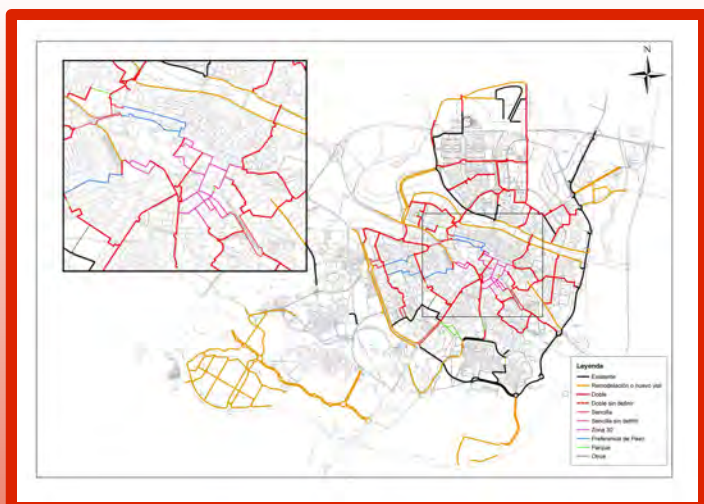 N
Leyenda
Existente
Remodelación o nuevo vial
Doble
Doble sin definir
Sencilla
Sencilla sin definir
Zona 30
Preferencia de Paso
Parque
Otros